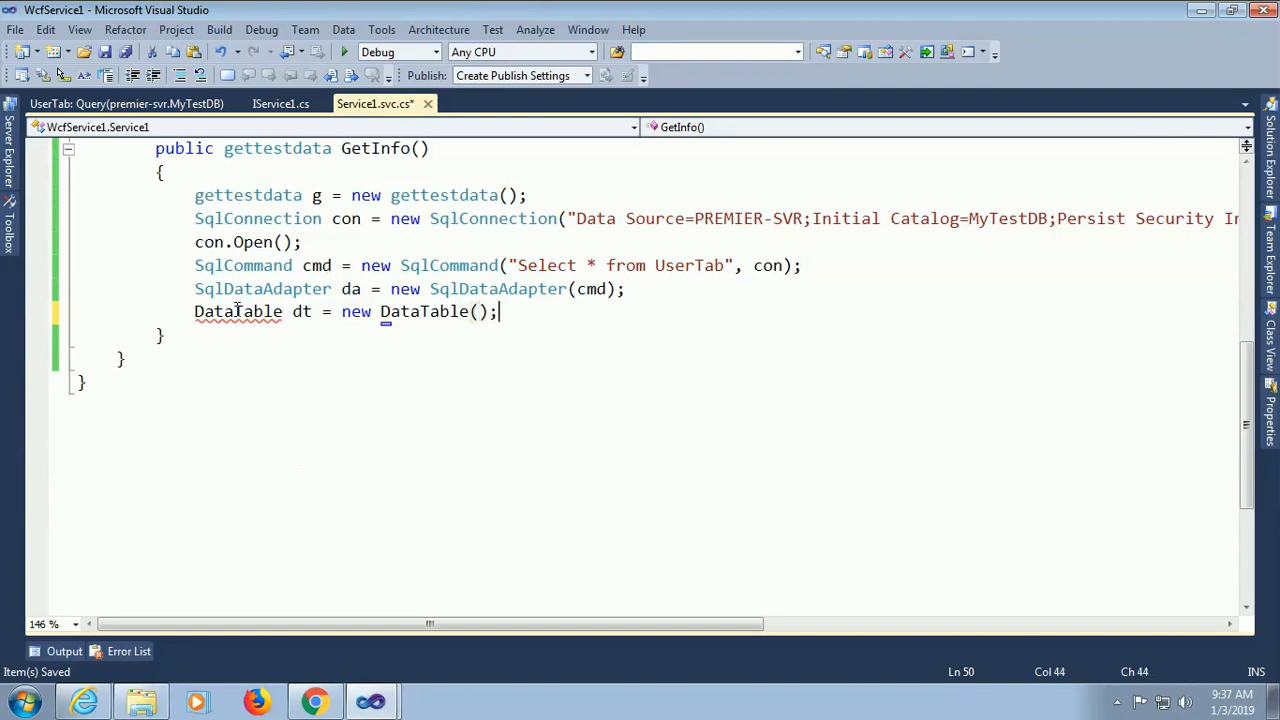 WcfService1 - Microsoft Visual Studio
File Edit View Refactor Project Build Debug Team Data Tools Architecture Test Analyze Window Help
Debug Any CPU
Publish: Create Publish Settings
UserTab: Query(premier-svr.MyTestDB) IService1.cs Service1.svc.cs*
WcfService1.Service1 GetInfo()
public gettestdata GetInfo()
{
gettestdata g = new gettestdata();
SqlConnection con = new SqlConnection("Data Source=PREMIER-SVR;Initial Catalog=MyTestDB;Persist Security In
con.Open();
SqlCommand cmd = new SqlCommand("Select * from UserTab", con);
SqlDataAdapter da = new SqlDataAdapter(cmd);
DataTable dt = new DataTable();
}
}
}
Server Explorer
Toolbox
Solution Explorer
Team Explorer
Class View
Properties
146 %
Output Error List
Item(s) Saved Ln 50 Col 44 Ch 44 INS
9:37 AM
1/3/2019